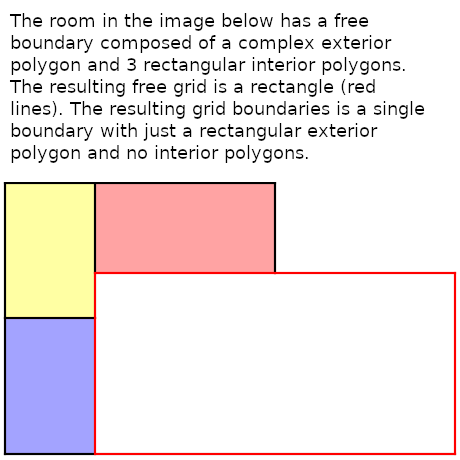 The room in the image below has a free
boundary composed of a complex exterior
polygon and 3 rectangular interior polygons.
The resulting free grid is a rectangle (red
lines). The resulting grid boundaries is a single
boundary with just a rectangular exterior
polygon and no interior polygons.